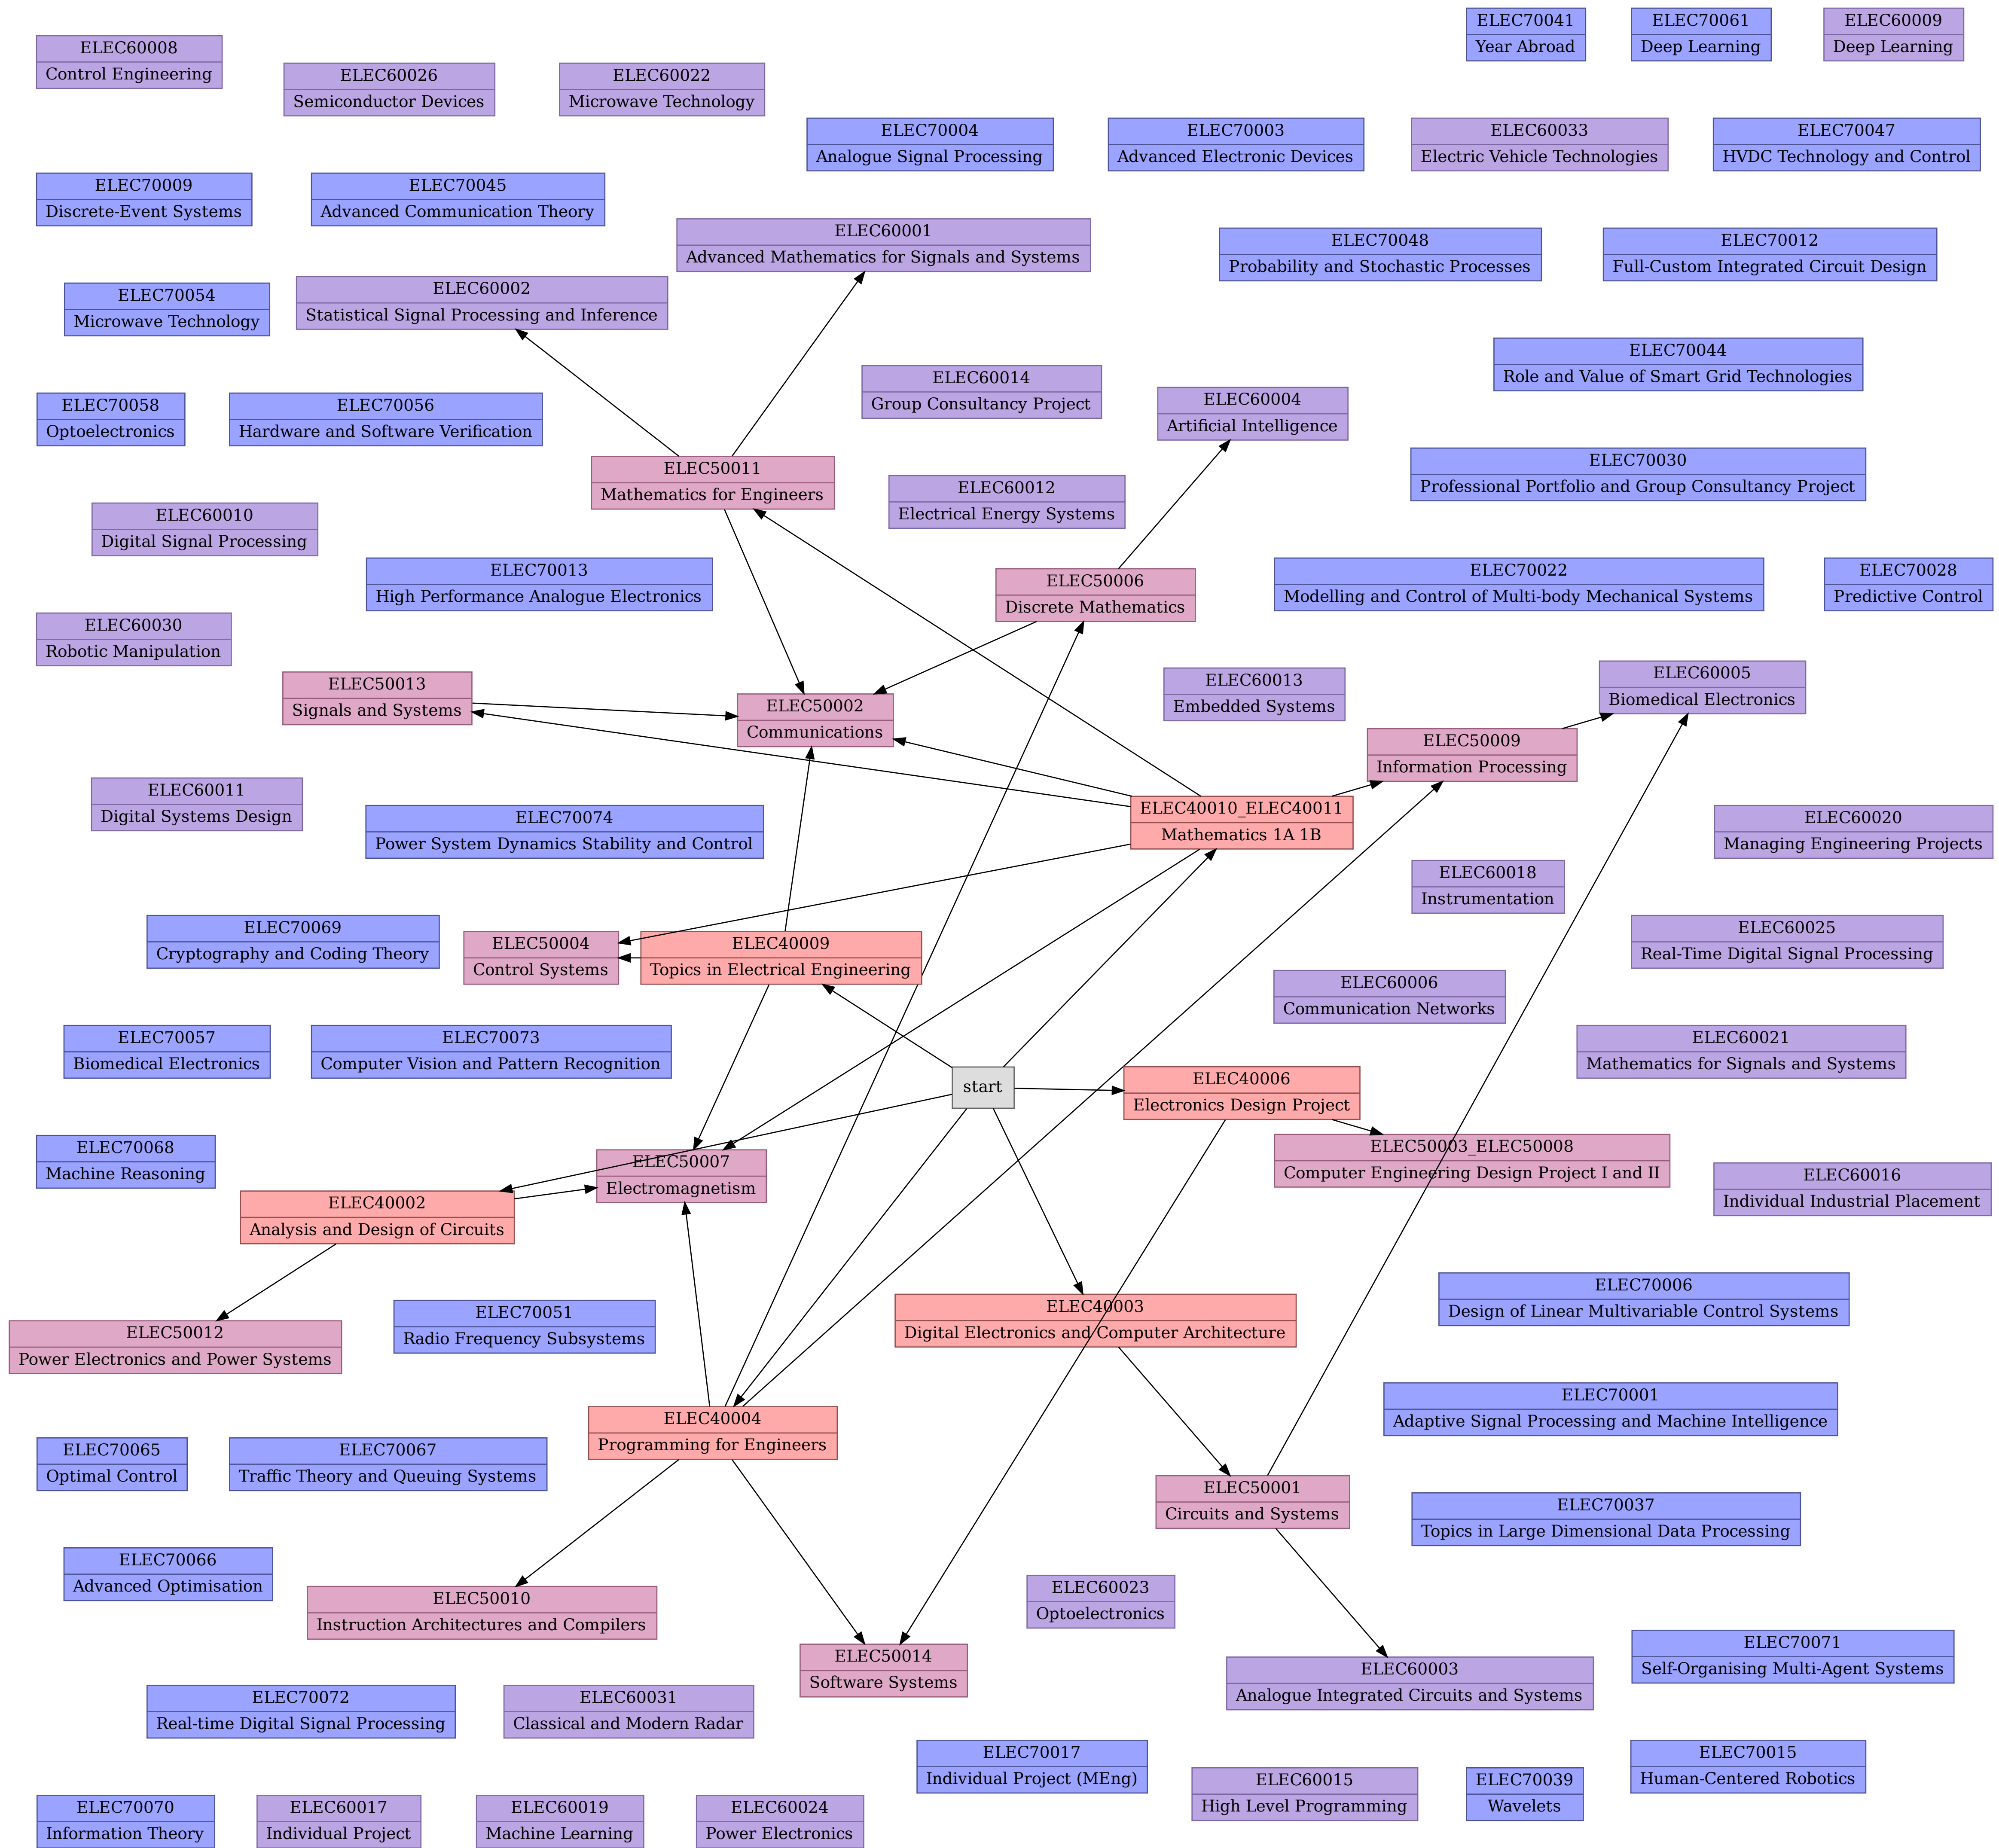 ELEC70041
Year Abroad
ELEC70061
Deep Learning
ELEC60009
Deep Learning
ELEC60008
Control Engineering
ELEC60026
Semiconductor Devices
ELEC60022
Microwave Technology
ELEC70004
Analogue Signal Processing
ELEC70003
Advanced Electronic Devices
ELEC60033
Electric Vehicle Technologies
ELEC70047
HVDC Technology and Control
ELEC70009
Discrete-Event Systems
ELEC70045
Advanced Communication Theory
ELEC60001
Advanced Mathematics for Signals and Systems
ELEC70048
Probability and Stochastic Processes
ELEC70012
Full-Custom Integrated Circuit Design
ELEC70054
Microwave Technology
ELEC60002
Statistical Signal Processing and Inference
ELEC70044
Role and Value of Smart Grid Technologies
ELEC60014
Group Consultancy Project
ELEC60004
Artificial Intelligence
ELEC70058
Optoelectronics
ELEC70056
Hardware and Software Verification
ELEC50011
Mathematics for Engineers
ELEC70030
Professional Portfolio and Group Consultancy Project
ELEC60012
Electrical Energy Systems
ELEC60010
Digital Signal Processing
ELEC70013
High Performance Analogue Electronics
ELEC50006
Discrete Mathematics
ELEC70022
Modelling and Control of Multi-body Mechanical Systems
ELEC70028
Predictive Control
ELEC60030
Robotic Manipulation
ELEC50013
Signals and Systems
ELEC50002
Communications
ELEC60013
Embedded Systems
ELEC60005
Biomedical Electronics
ELEC50009
Information Processing
ELEC60011
Digital Systems Design
ELEC70074
Power System Dynamics Stability and Control
ELEC40010_ELEC40011
Mathematics 1A 1B
ELEC60020
Managing Engineering Projects
ELEC60018
Instrumentation
ELEC70069
Cryptography and Coding Theory
ELEC50004
Control Systems
ELEC40009
Topics in Electrical Engineering
ELEC60025
Real-Time Digital Signal Processing
ELEC60006
Communication Networks
ELEC70057
Biomedical Electronics
ELEC70073
Computer Vision and Pattern Recognition
ELEC60021
Mathematics for Signals and Systems
start
ELEC40006
Electronics Design Project
ELEC70068
Machine Reasoning
ELEC50007
Electromagnetism
ELEC50003_ELEC50008
Computer Engineering Design Project I and II
ELEC60016
Individual Industrial Placement
ELEC40002
Analysis and Design of Circuits
ELEC70006
Design of Linear Multivariable Control Systems
ELEC50012
Power Electronics and Power Systems
ELEC70051
Radio Frequency Subsystems
ELEC40003
Digital Electronics and Computer Architecture
ELEC70001
Adaptive Signal Processing and Machine Intelligence
ELEC40004
Programming for Engineers
ELEC70065
Optimal Control
ELEC70067
Traffic Theory and Queuing Systems
ELEC50001
Circuits and Systems
ELEC70037
Topics in Large Dimensional Data Processing
ELEC70066
Advanced Optimisation
ELEC50010
Instruction Architectures and Compilers
ELEC60023
Optoelectronics
ELEC50014
Software Systems
ELEC60003
Analogue Integrated Circuits and Systems
ELEC70071
Self-Organising Multi-Agent Systems
ELEC70072
Real-time Digital Signal Processing
ELEC60031
Classical and Modern Radar
ELEC70017
Individual Project (MEng)
ELEC60015
High Level Programming
ELEC70039
Wavelets
ELEC70015
Human-Centered Robotics
ELEC70070
Information Theory
ELEC60017
Individual Project
ELEC60019
Machine Learning
ELEC60024
Power Electronics